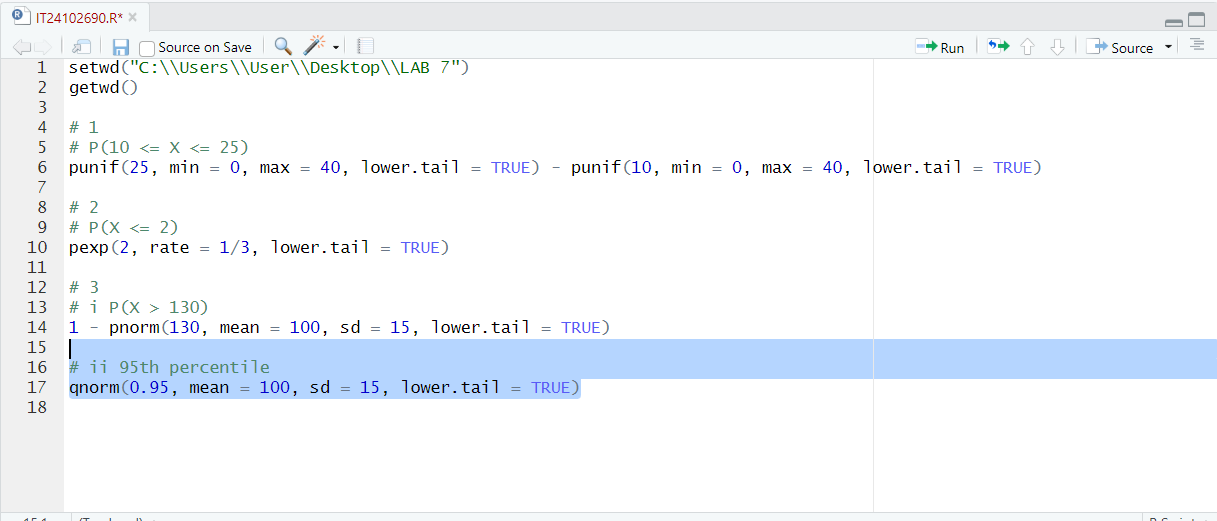 IT24102690.R*
Source on Save
Run
Source
1 setwd("C:\\Users\\User\\Desktop\\LAB 7")
2 getwd()
3
4 # 1
5 # P(10 <= X <= 25)
6 punif(25, min = 0, max = 40, lower.tail = TRUE) - punif(10, min = 0, max = 40, lower.tail = TRUE)
7
8 # 2
9 # P(X <= 2)
10 pexp(2, rate = 1/3, lower.tail = TRUE)
11
12 # 3
13 # i P(X > 130)
14 1 - pnorm(130, mean = 100, sd = 15, lower.tail = TRUE)
15
16 # ii 95th percentile
17 qnorm(0.95, mean = 100, sd = 15, lower.tail = TRUE)
18